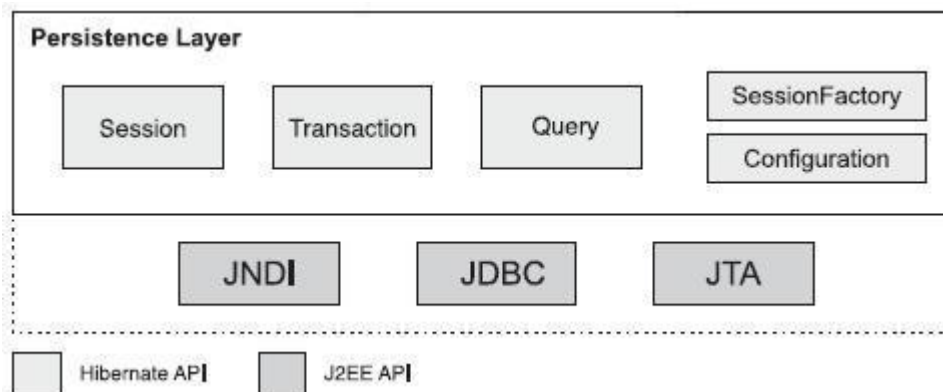 Persistence Layer
Session
Transaction
Query
SessionFactory
Configuration
JNDI
JDBC
JTA
Hibernate API
J2EE API